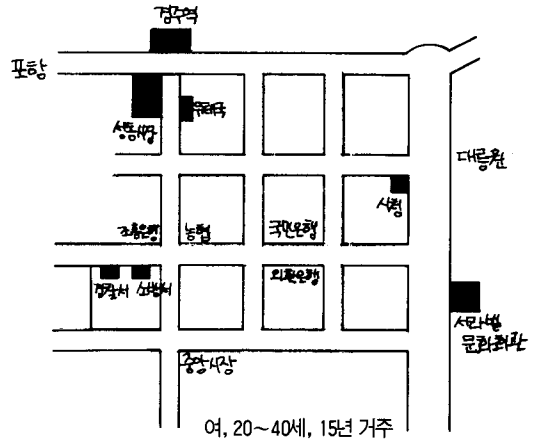 경주역
포항
성동시장
우체국
대릉원
시청
조흥은행
농협
국민은행
경찰서
소방서
외환은행
서라벌
문화회관
중앙시장
여, 20~40세, 15년 거주